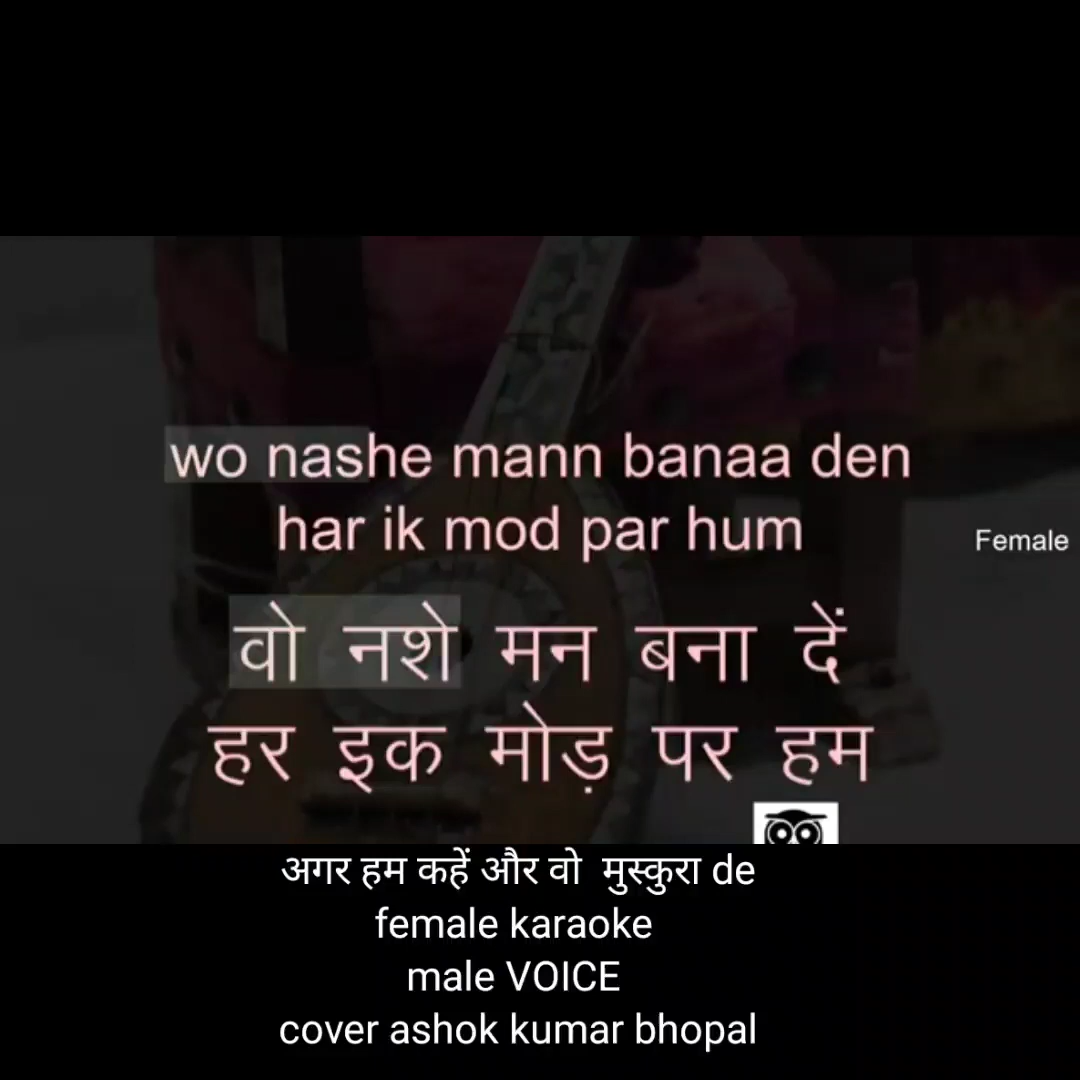 wo nashe mann banaa den
har ik mod par hum
Female
वो नशे मन बना दें
हर इक मोड़ पर हम
अगर हम कहें और वो मुस्कुरा de
female karaoke
male VOICE
cover ashok kumar bhopal